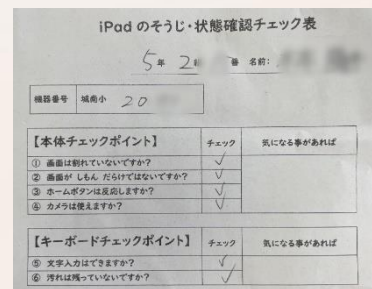 iPad のそうじ・状態確認チェック表
5年 2 番 名前:
機器番号 城南小 20
【本体チェックポイント】 チェック 気になる事があれば
① 画面は割れていないですか? ✓
② 画面が しもん だらけではないですか? ✓
③ ホームボタンは反応しますか? ✓
④ カメラは使えますか? ✓
【キーボードチェックポイント】 チェック 気になる事があれば
⑤ 文字入力はできますか? ✓
⑥ 汚れは残っていないですか? ✓